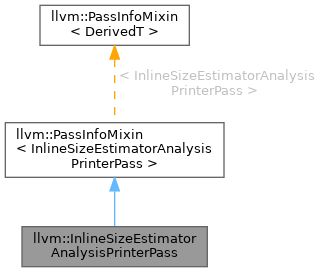 llvm::PassInfoMixin
< DerivedT >
< InlineSizeEstimatorAnalysis
PrinterPass >
llvm::PassInfoMixin
< InlineSizeEstimatorAnalysis
PrinterPass >
llvm::InlineSizeEstimator
AnalysisPrinterPass